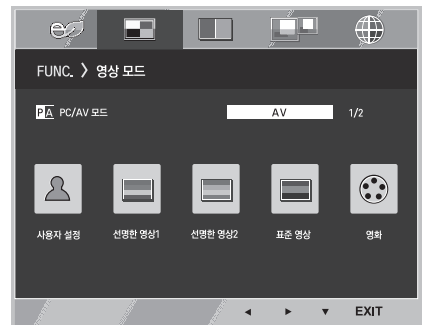 FUNC. > 영상 모드
PA PC/AV 모드 AV 1/2
사용자 설정 선명한 영상1 선명한 영상2 표준 영상 영화
◄ ► ▼ EXIT